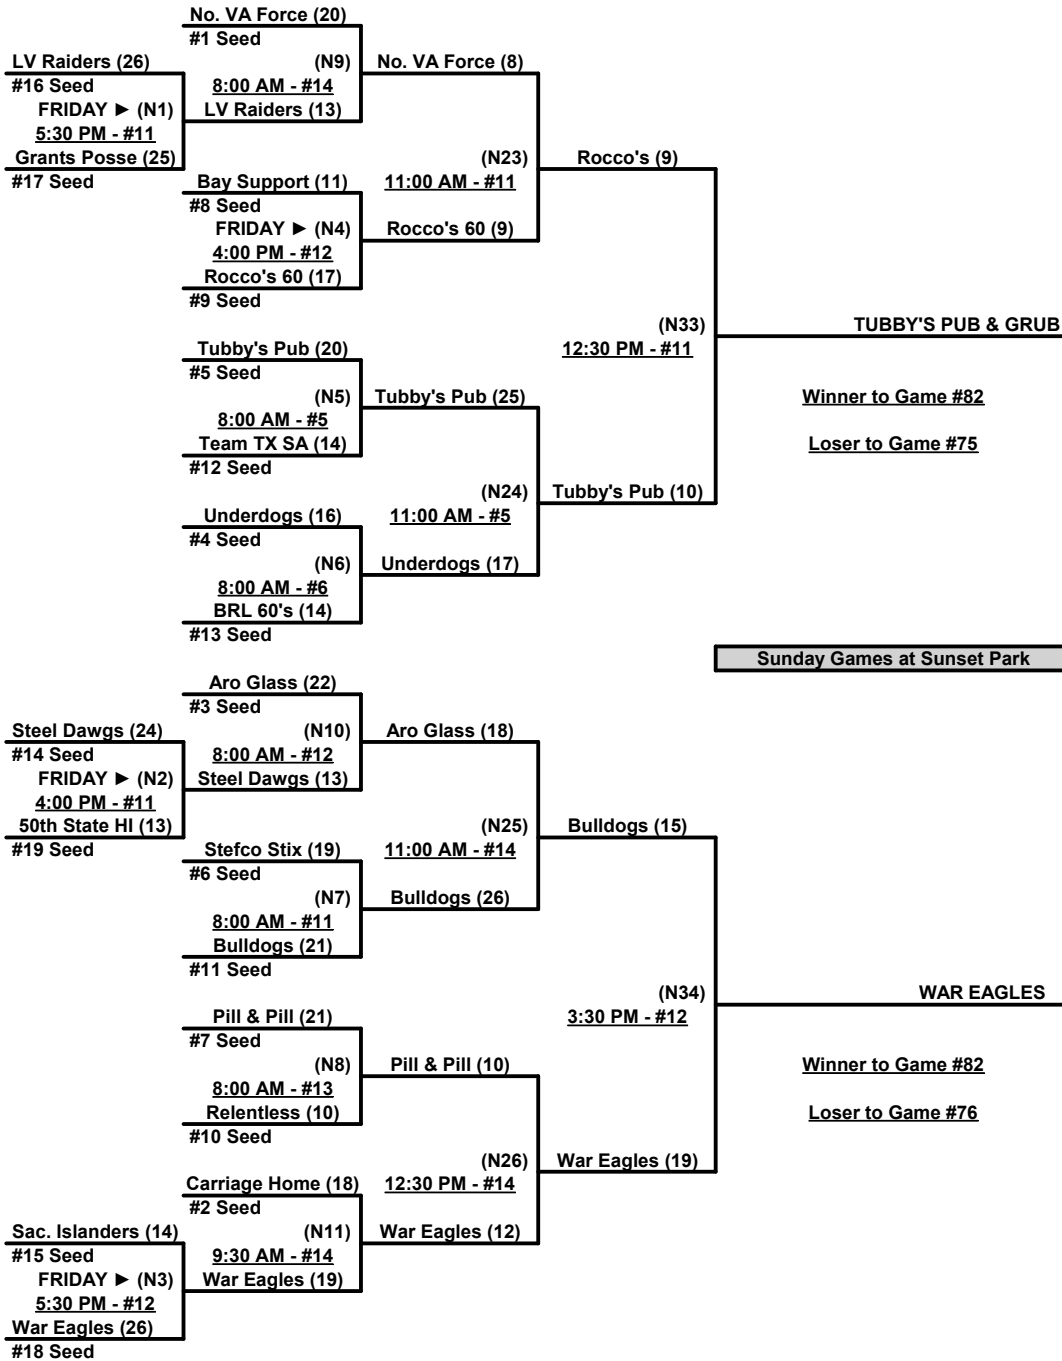 No. VA Force (20)
#1 Seed
LV Raiders (26)
(N9)
No. VA Force (8)
#16 Seed
8:00 AM - #14
FRIDAY ► (N1)
LV Raiders (13)
5:30 PM - #11
Grants Posse (25)
(N23)
Rocco's (9)
#17 Seed
Bay Support (11)
11:00 AM - #11
#8 Seed
FRIDAY ► (N4)
Rocco's 60 (9)
4:00 PM - #12
Rocco's 60 (17)
#9 Seed
(N33)
TUBBY'S PUB & GRUB
Tubby's Pub (20)
12:30 PM - #11
#5 Seed
(N5)
Tubby's Pub (25)
Winner to Game #82
8:00 AM - #5
Team TX SA (14)
Loser to Game #75
#12 Seed
(N24)
Tubby's Pub (10)
Underdogs (16)
11:00 AM - #5
#4 Seed
(N6)
Underdogs (17)
8:00 AM - #6
BRL 60's (14)
#13 Seed
Sunday Games at Sunset Park
Aro Glass (22)
#3 Seed
Steel Dawgs (24)
(N10)
Aro Glass (18)
#14 Seed
8:00 AM - #12
FRIDAY ► (N2)
Steel Dawgs (13)
4:00 PM - #11
50th State HI (13)
(N25)
Bulldogs (15)
#19 Seed
Stefco Stix (19)
11:00 AM - #14
#6 Seed
(N7)
Bulldogs (26)
8:00 AM - #11
Bulldogs (21)
#11 Seed
(N34)
WAR EAGLES
Pill & Pill (21)
3:30 PM - #12
#7 Seed
(N8)
Pill & Pill (10)
Winner to Game #82
8:00 AM - #13
Relentless (10)
Loser to Game #76
#10 Seed
(N26)
War Eagles (19)
Carriage Home (18)
12:30 PM - #14
#2 Seed
Sac. Islanders (14)
(N11)
War Eagles (12)
#15 Seed
9:30 AM - #14
FRIDAY ► (N3)
War Eagles (19)
5:30 PM - #12
War Eagles (26)
#18 Seed